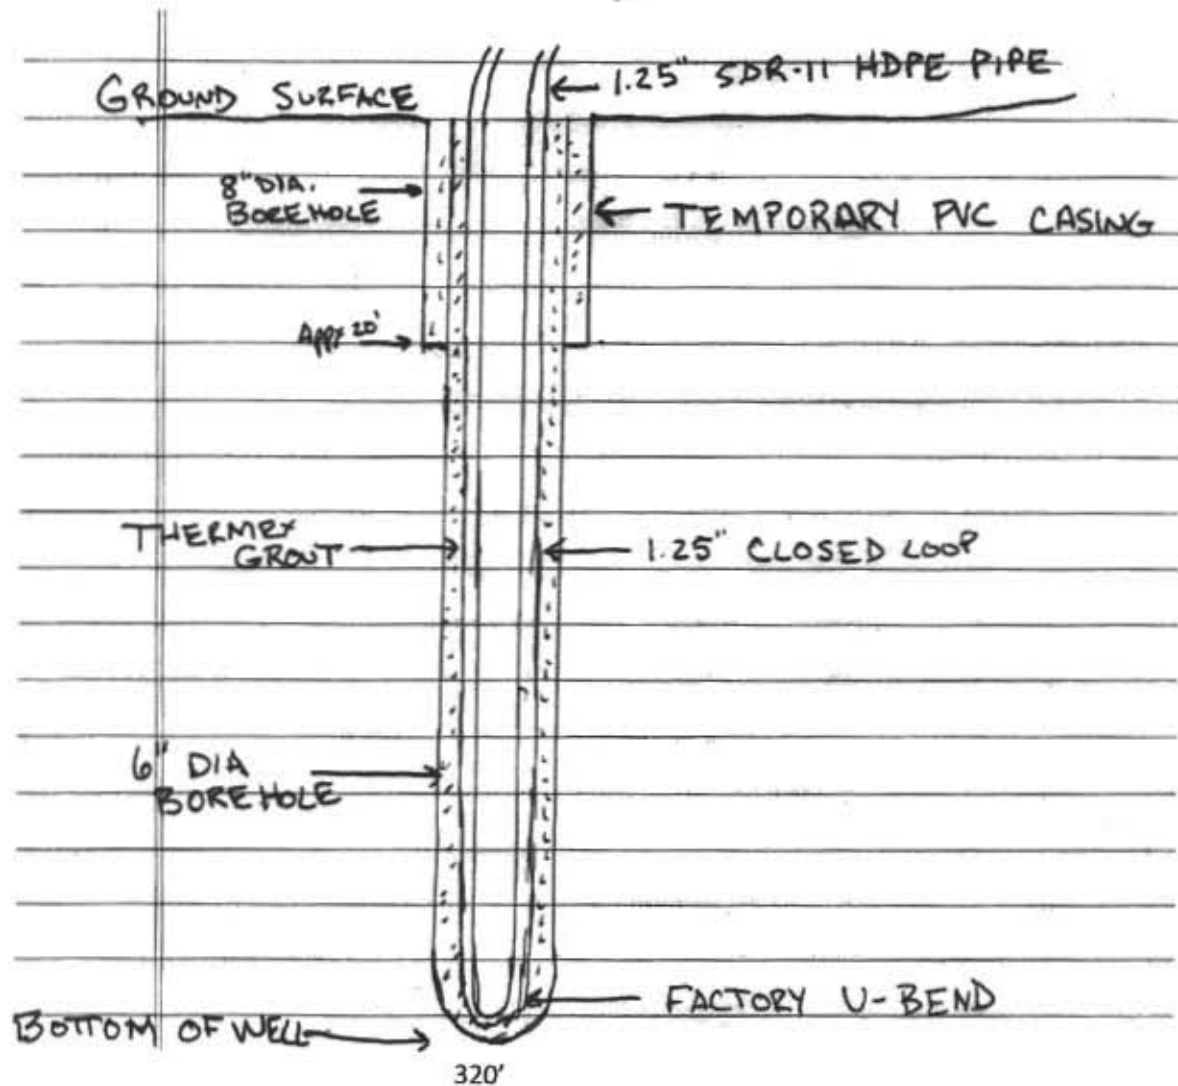 1.25" SDR-11 HDPE PIPE
GROUND SURFACE
8" DIA.
BOREHOLE
TEMPORARY PVC CASING
Appx 20'
THERMEX
GROUT
1.25" CLOSED LOOP
6" DIA
BOREHOLE
FACTORY U-BEND
BOTTOM OF WELL
320'